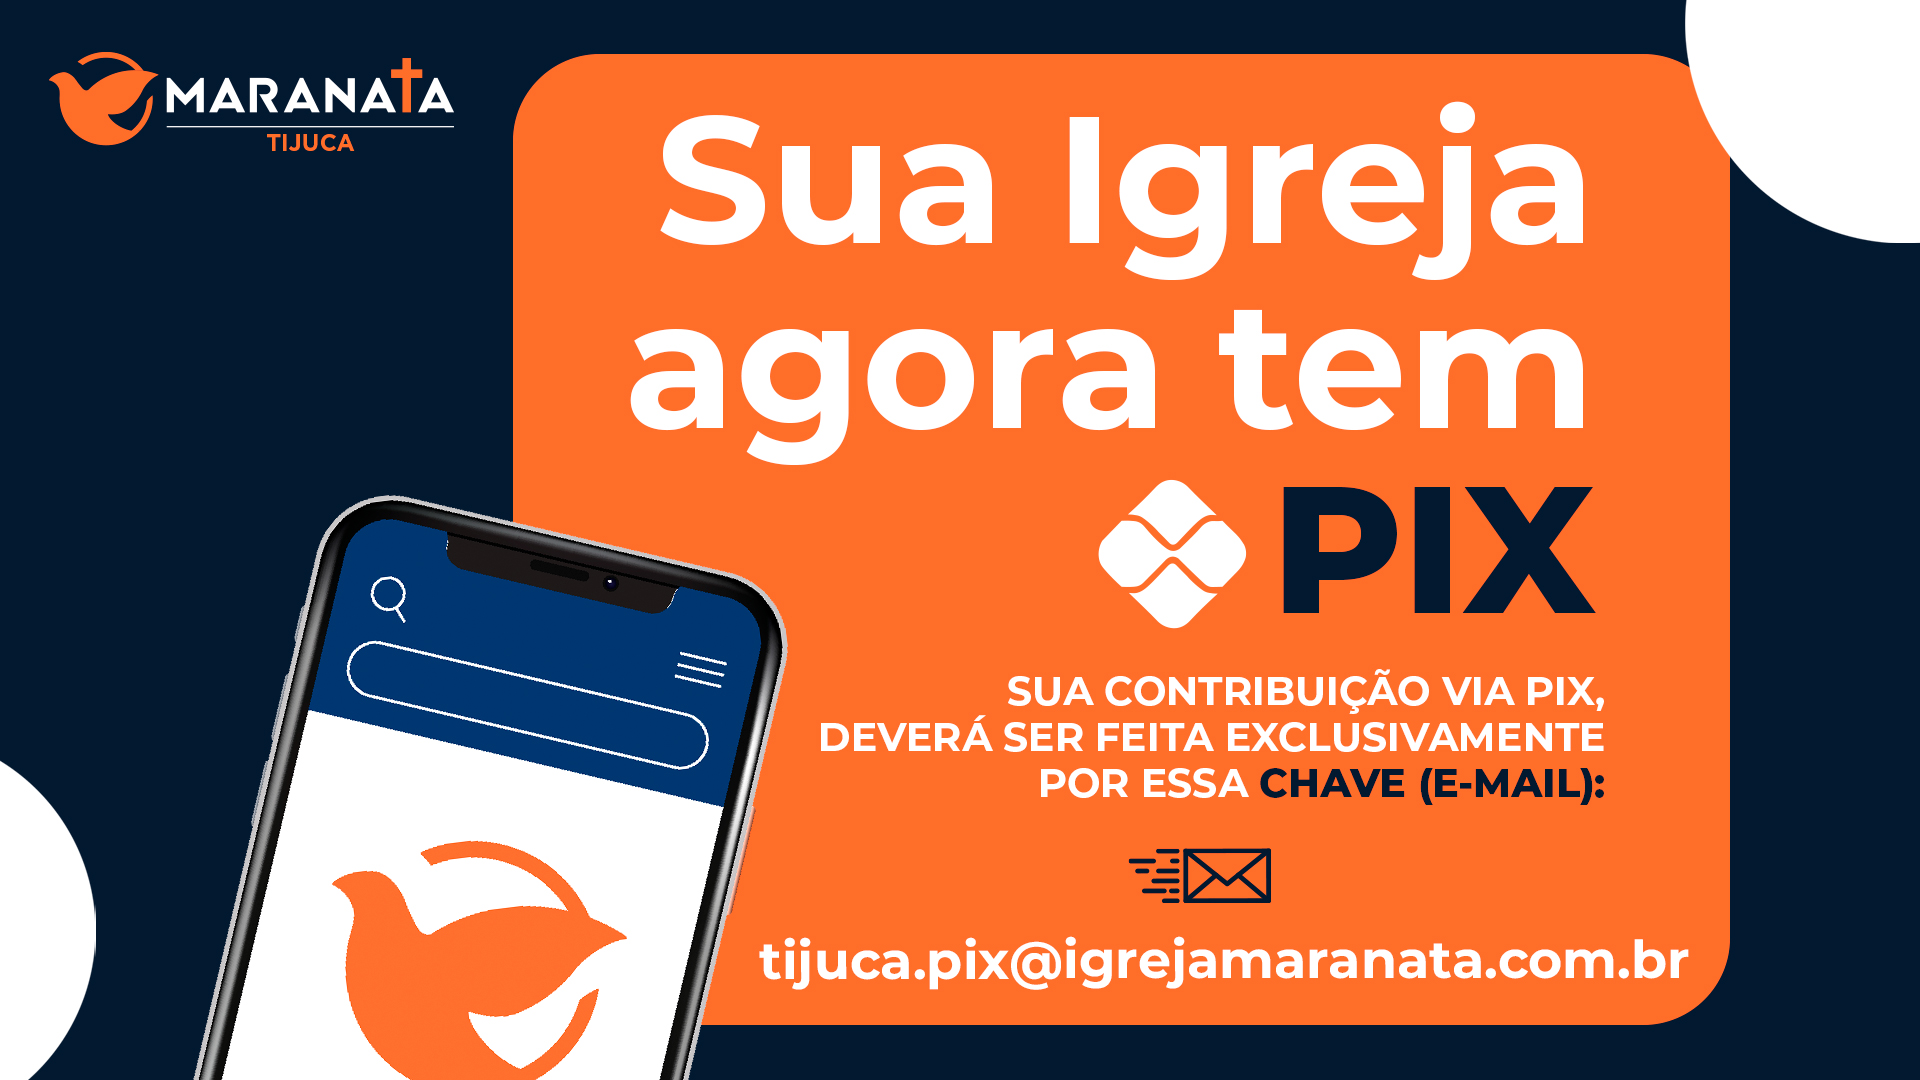 MARANATA
TIJUCA
Sua Igreja
agora tem
PIX
SUA CONTRIBUIÇÃO VIA PIX,
DEVERÁ SER FEITA EXCLUSIVAMENTE
POR ESSA CHAVE (E-MAIL):
tijuca.pix@igrejamaranata.com.br